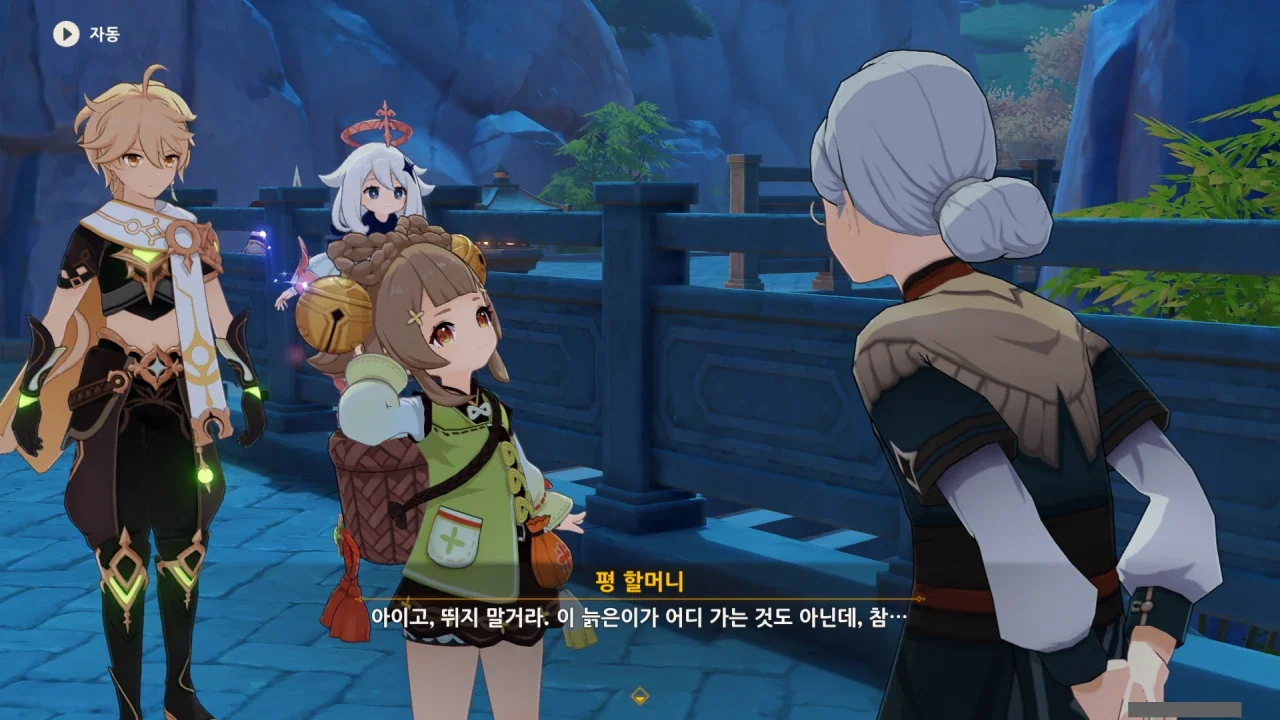 자동
평 할머니
아이고, 뛰지 말거라. 이 늙은이가 어디 가는 것도 아닌데, 참…